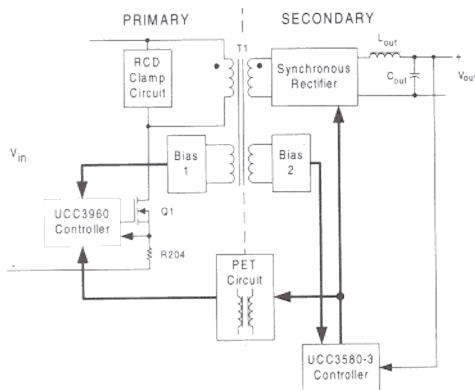 PRIMARY
SECONDARY
T1
RCD
Clamp
Circuit
Synchronous
Rectifier
Lout
Cout
+
Vout
-
Vin
Bias
1
Bias
2
UCC3960
Controller
Q1
R204
PET
Circuit
UCC3580-3
Controller
-